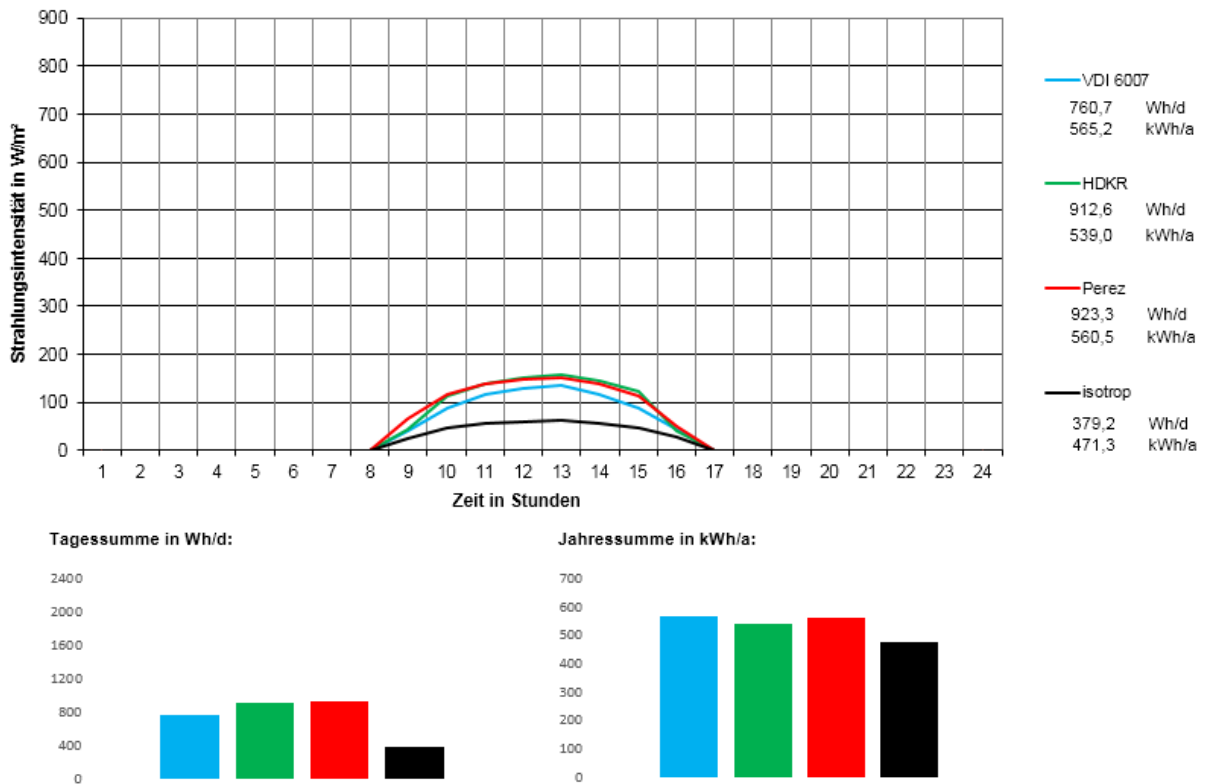 900
800
700
600
500
400
300
200
100
0
Strahlungsintensität in W/m²
1 2 3 4 5 6 7 8 9 10 11 12 13 14 15 16 17 18 19 20 21 22 23 24
Zeit in Stunden
VDI 6007
760,7 Wh/d
565,2 kWh/a
HDKR
912,6 Wh/d
539,0 kWh/a
Perez
923,3 Wh/d
560,5 kWh/a
isotrop
379,2 Wh/d
471,3 kWh/a
Tagessumme in Wh/d:
2400
2000
1600
1200
800
400
0
Jahressumme in kWh/a:
700
600
500
400
300
200
100
0